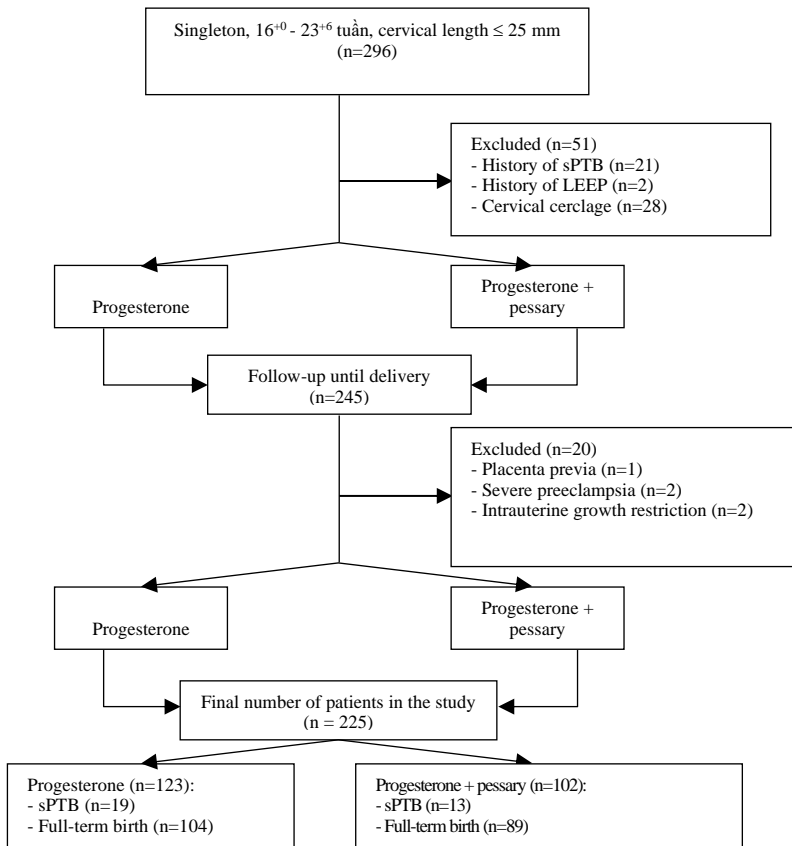 Singleton, 16+0 - 23+6 tuần, cervical length ≤ 25 mm
(n=296)
Excluded (n=51)
- History of sPTB (n=21)
- History of LEEP (n=2)
- Cervical cerclage (n=28)
Progesterone
Progesterone +
pessary
Follow-up until delivery
(n=245)
Excluded (n=20)
- Placenta previa (n=1)
- Severe preeclampsia (n=2)
- Intrauterine growth restriction (n=2)
Progesterone
Progesterone +
pessary
Final number of patients in the study
(n = 225)
Progesterone (n=123):
- sPTB (n=19)
- Full-term birth (n=104)
Progesterone + pessary (n=102):
- sPTB (n=13)
- Full-term birth (n=89)